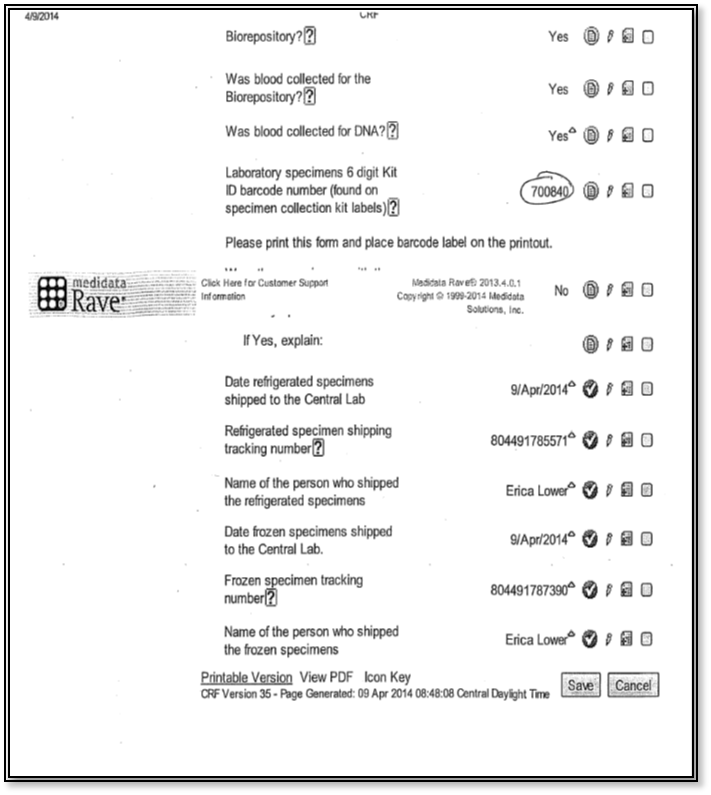 4/9/2014
CRF
Biorepository? ?
Yes
Was blood collected for the
Biorepository? ?
Yes
Was blood collected for DNA? ?
Yes
Laboratory specimens 6 digit Kit
ID barcode number (found on
specimen collection kit labels) ?
700840
Please print this form and place barcode label on the printout.
medidata
Rave
Click Here for Customer Support
Information
Medidata Rave® 2013.4.0.1
Copyright © 1999-2014 Medidata
Solutions, Inc.
No
If Yes, explain:
Date refrigerated specimens
shipped to the Central Lab
9/Apr/2014
Refrigerated specimen shipping
tracking number ?
804491785571
Name of the person who shipped
the refrigerated specimens
Erica Lower
Date frozen specimens shipped
to the Central Lab.
9/Apr/2014
Frozen specimen tracking
number ?
804491787390
Name of the person who shipped
the frozen specimens
Erica Lower
Printable Version View PDF Icon Key
CRF Version 35 - Page Generated: 09 Apr 2014 08:48:08 Central Daylight Time
Save Cancel